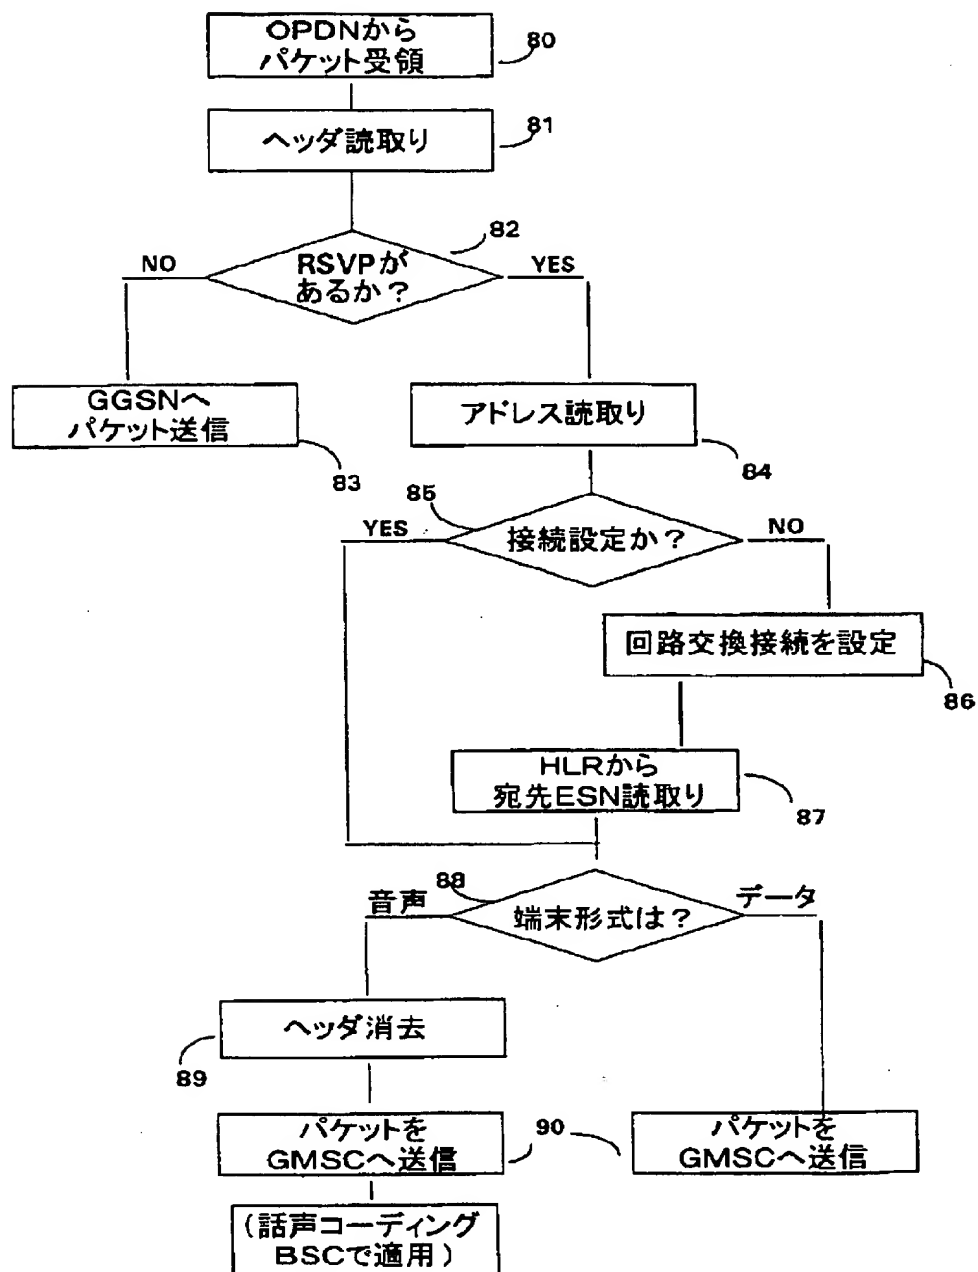 OPDNから
パケット受領
80
ヘッダ読取り
81
82
RSVPが
あるか？
NO
YES
GGSNへ
パケット送信
83
アドレス読取り
84
85
接続設定か？
YES
NO
回路交換接続を設定
86
HLRから
宛先ESN読取り
87
88
端末形式は？
音声
データ
ヘッダ消去
89
パケットを
GMSCへ送信
90
パケットを
GMSCへ送信
(話声コーディング
BSCで適用)